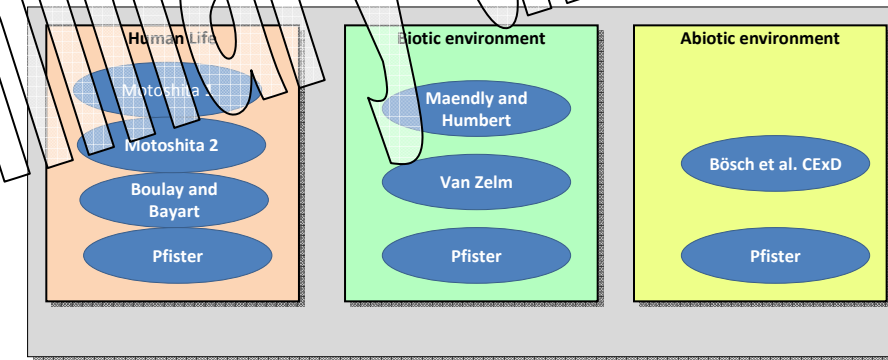 Human Life
Motoshita 1
Motoshita 2
Boulay and
Bayart
Pfister
Biotic environment
Maendly and
Humbert
Van Zelm
Pfister
Abiotic environment
Bösch et al. CExD
Pfister